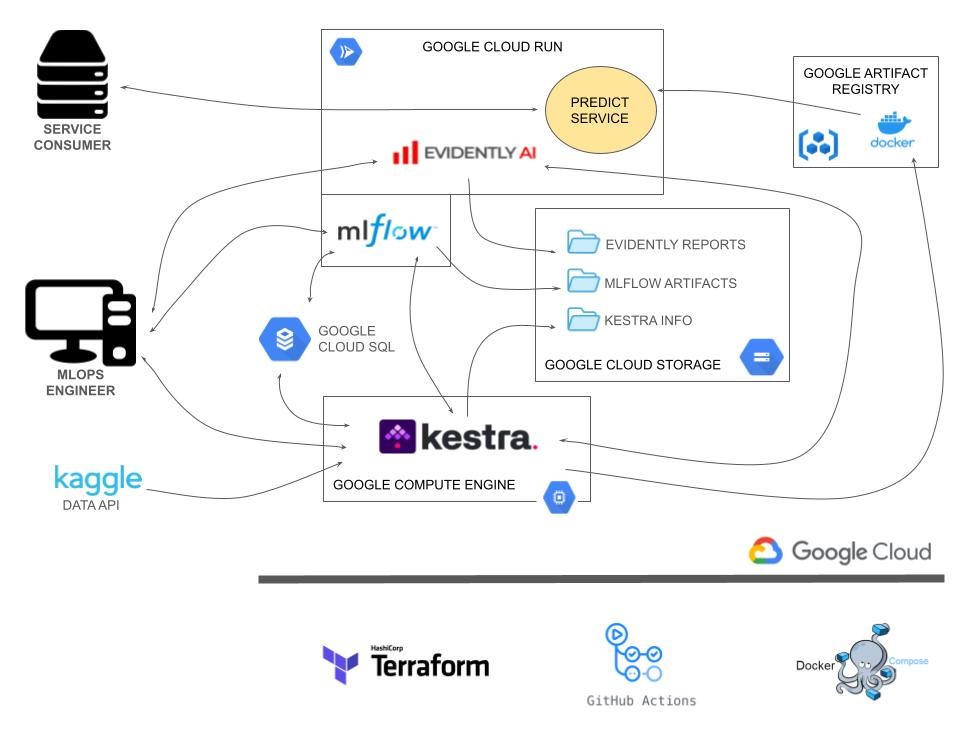 GOOGLE CLOUD RUN
PREDICT
SERVICE
EVIDENTLY AI
GOOGLE ARTIFACT
REGISTRY
docker
SERVICE
CONSUMER
mlflow
EVIDENTLY REPORTS
MLFLOW ARTIFACTS
KESTRA INFO
GOOGLE CLOUD STORAGE
GOOGLE
CLOUD SQL
MLOPS
ENGINEER
kestra.
GOOGLE COMPUTE ENGINE
kaggle
DATA API
Google Cloud
HashiCorp
Terraform
GitHub Actions
Docker Compose